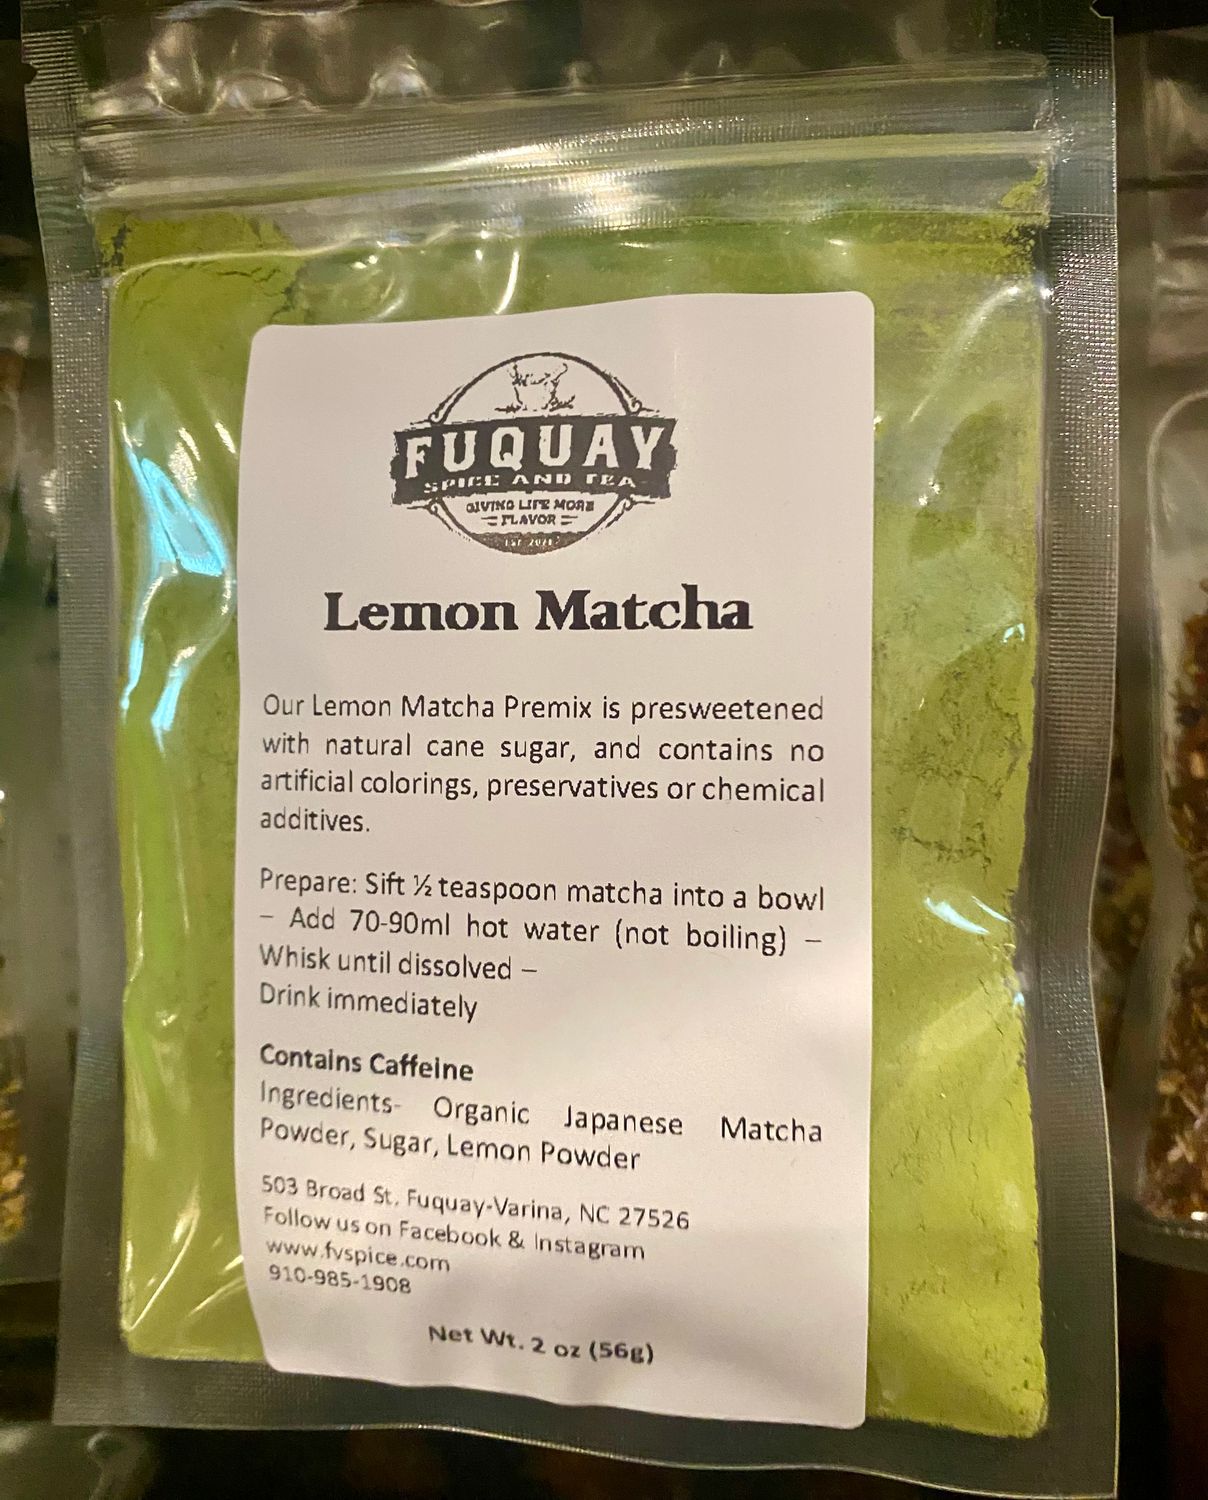 FUQUAY
SPICE AND TEA
GIVING LIFE MORE
FLAVOR
EST 2021
Lemon Matcha
Our Lemon Matcha Premix is presweetened
with natural cane sugar, and contains no
artificial colorings, preservatives or chemical
additives.
Prepare: Sift ½ teaspoon matcha into a bowl
– Add 70-90ml hot water (not boiling) –
Whisk until dissolved –
Drink immediately
Contains Caffeine
Ingredients- Organic Japanese Matcha
Powder, Sugar, Lemon Powder
503 Broad St. Fuquay-Varina, NC 27526
Follow us on Facebook & Instagram
www.fvspice.com
910-985-1908
Net Wt. 2 oz (56g)